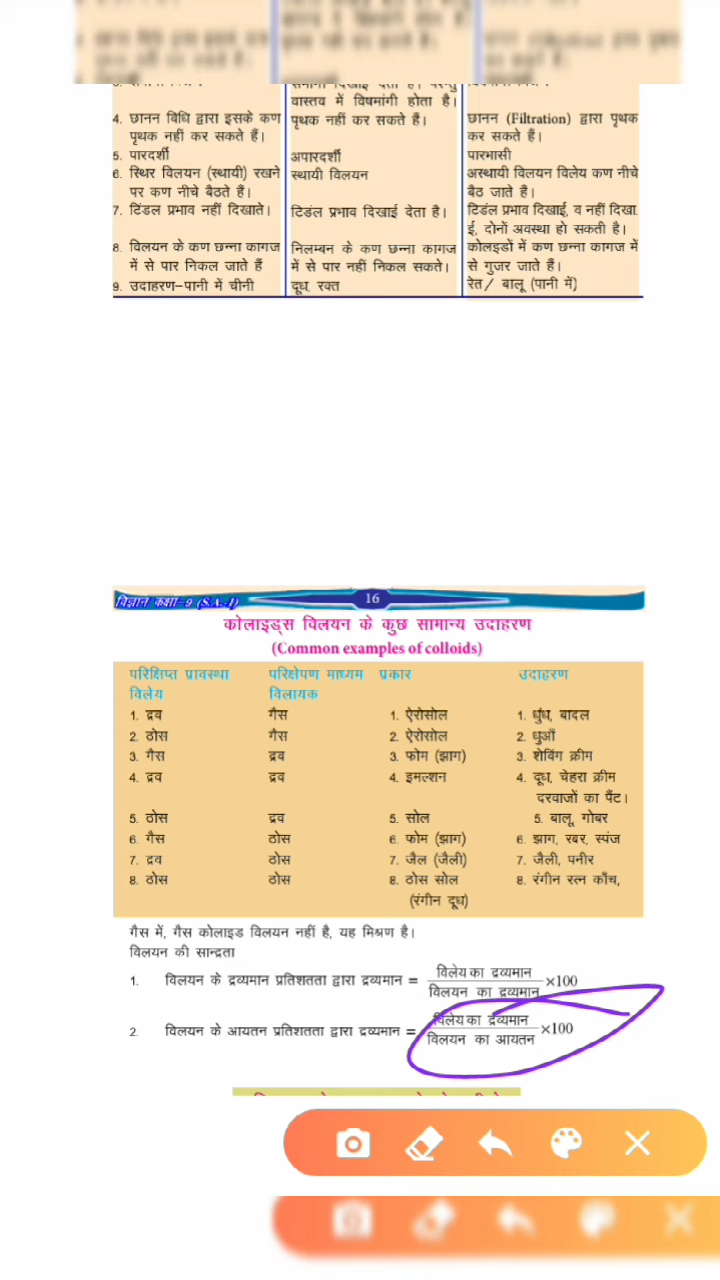 वास्तव में विषमांगी होता है।
4. छानन विधि द्वारा इसके कण पृथक नहीं कर सकते हैं। छानन (Filtration) द्वारा पृथक
पृथक नहीं कर सकते हैं। कर सकते हैं।
5. पारदर्शी अपारदर्शी पारभासी
6. स्थिर विलयन (स्थायी) रखने स्थायी विलयन अस्थायी विलयन विलेय कण नीचे
पर कण नीचे बैठते हैं। बैठ जाते हैं।
7. टिंडल प्रभाव नहीं दिखाते। टिडंल प्रभाव दिखाई देता है। टिडंल प्रभाव दिखाई, व नहीं दिखा
ई, दोनों अवस्था हो सकती है।
8. विलयन के कण छन्ना कागज निलम्बन के कण छन्ना कागज कोलइडों में कण छन्ना कागज में
में से पार निकल जाते हैं में से पार नहीं निकल सकते। से गुजर जाते हैं।
9. उदाहरण–पानी में चीनी दूध, रक्त रेत/ बालू (पानी में)
विज्ञान कक्षा-9 (S.A.-I) 16
कोलाइड्स विलयन के कुछ सामान्य उदाहरण
(Common examples of colloids)
परिक्षिप्त प्रावस्था परिक्षेपण माध्यम प्रकार उदाहरण
विलेय विलायक
1. द्रव गैस 1. ऐरोसोल 1. धुंध, बादल
2. ठोस गैस 2. ऐरोसोल 2. धुआँ
3. गैस द्रव 3. फोम (झाग) 3. शेविंग क्रीम
4. द्रव द्रव 4. इमल्शन 4. दूध, चेहरा क्रीम
दरवाजों का पैंट।
5. ठोस द्रव 5. सोल 5. बालू, गोबर
6. गैस ठोस 6. फोम (झाग) 6. झाग, रबर, स्पंज
7. द्रव ठोस 7. जैल (जैली) 7. जैली, पनीर
8. ठोस ठोस 8. ठोस सोल 8. रंगीन रत्न काँच,
(रंगीन दूध)
गैस में, गैस कोलाइड विलयन नहीं है, यह मिश्रण है।
विलयन की सान्द्रता
1. विलयन के द्रव्यमान प्रतिशतता द्वारा द्रव्यमान = विलेय का द्रव्यमान
विलयन का द्रव्यमान ×100
2. विलयन के आयतन प्रतिशतता द्वारा द्रव्यमान = विलेय का द्रव्यमान
विलयन का आयतन ×100